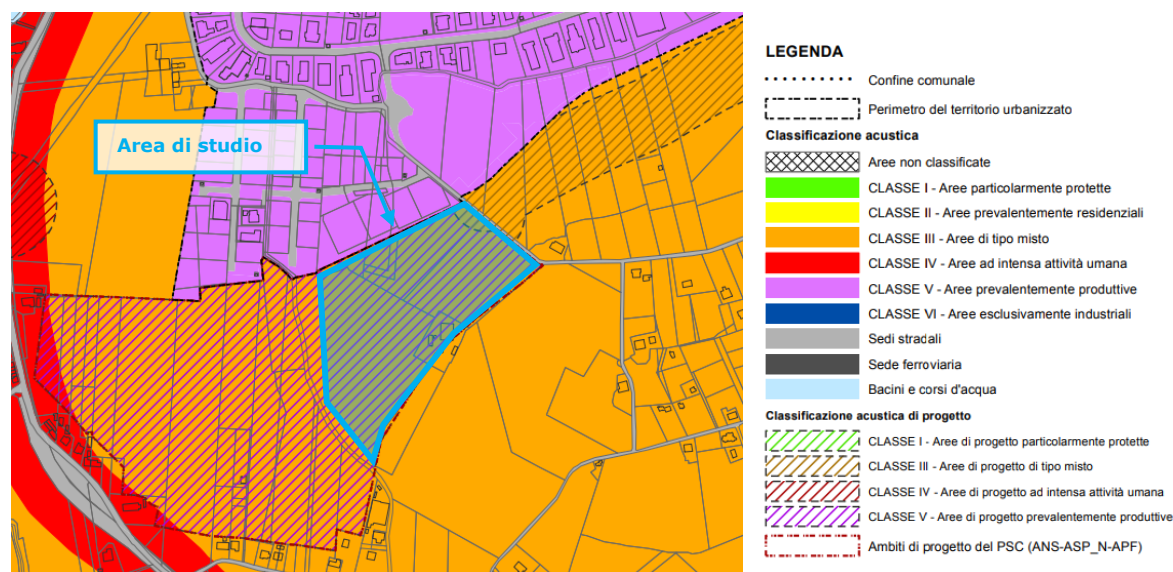 Area di studio
LEGENDA
Confine comunale
Perimetro del territorio urbanizzato
Classificazione acustica
Aree non classificate
CLASSE I - Aree particolarmente protette
CLASSE II - Aree prevalentemente residenziali
CLASSE III - Aree di tipo misto
CLASSE IV - Aree ad intensa attività umana
CLASSE V - Aree prevalentemente produttive
CLASSE VI - Aree esclusivamente industriali
Sedi stradali
Sede ferroviaria
Bacini e corsi d'acqua
Classificazione acustica di progetto
CLASSE I - Aree di progetto particolarmente protette
CLASSE III - Aree di progetto di tipo misto
CLASSE IV - Aree di progetto ad intensa attività umana
CLASSE V - Aree di progetto prevalentemente produttive
Ambiti di progetto del PSC (ANS-ASP_N-APF)